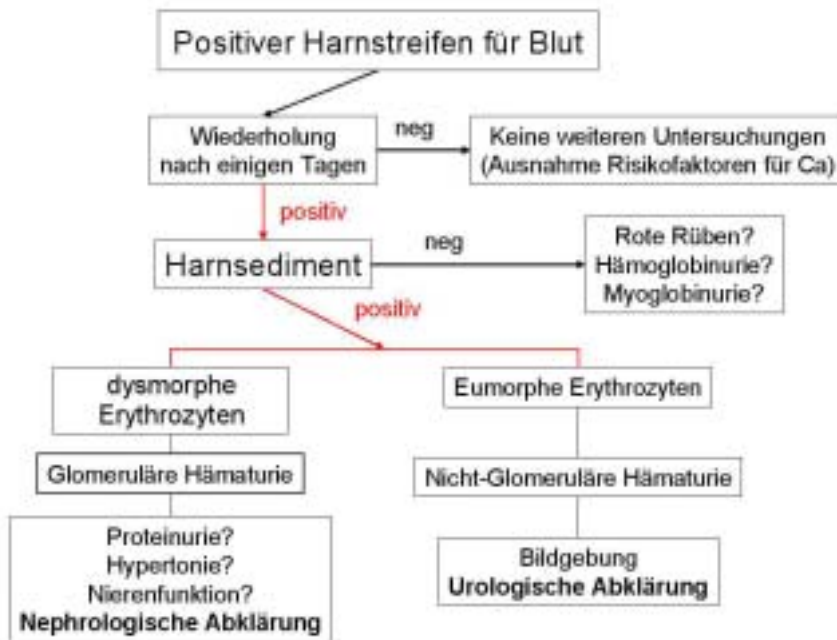 Positiver Harnstreifen für Blut
Wiederholung
nach einigen Tagen
neg
Keine weiteren Untersuchungen
(Ausnahme Risikofaktoren für Ca)
positiv
Harnsediment
neg
Rote Rüben?
Hämoglobinurie?
Myoglobinurie?
positiv
dysmorphe
Erythrozyten
Eumorphe Erythrozyten
Glomeruläre Hämaturie
Nicht-Glomeruläre Hämaturie
Proteinurie?
Hypertonie?
Nierenfunktion?
Nephrologische Abklärung
Bildgebung
Urologische Abklärung